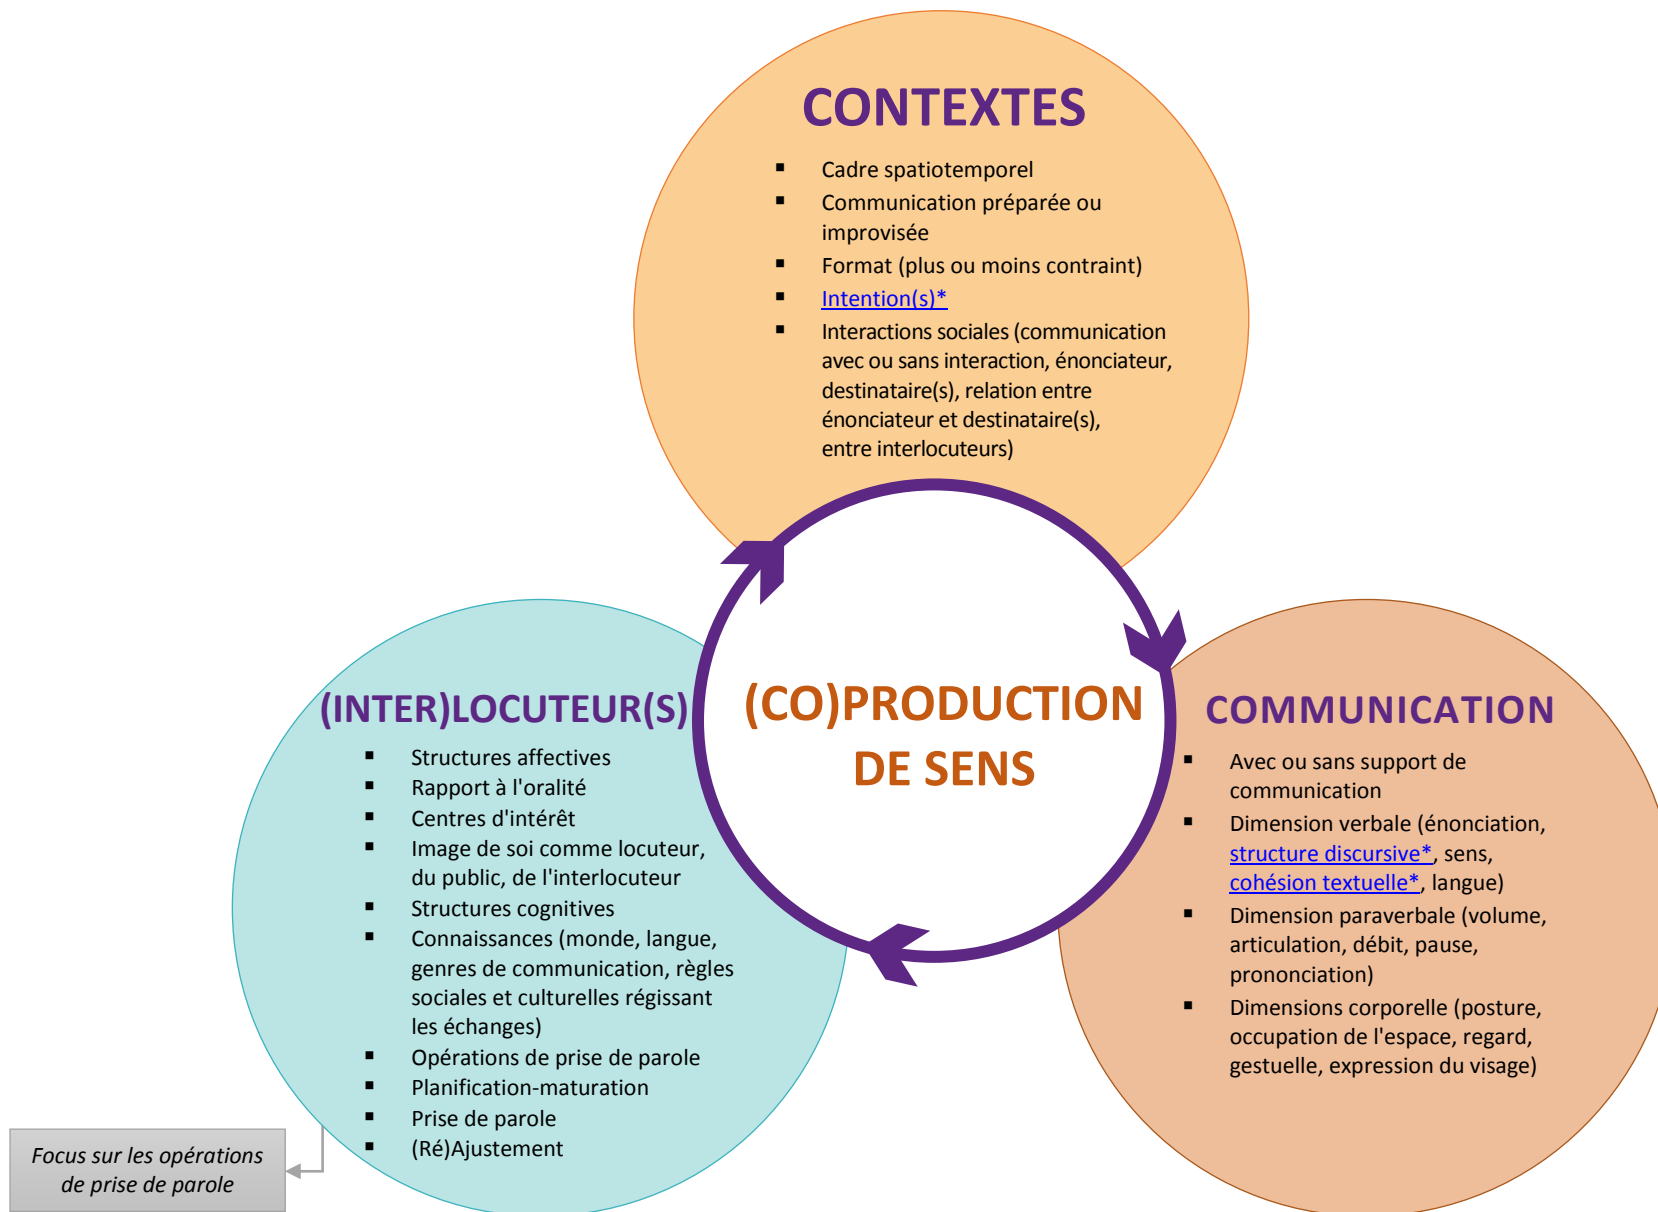 CONTEXTES
▪ Cadre spatiotemporel
▪ Communication préparée ou
improvisée
▪ Format (plus ou moins contraint)
▪ Intention(s)*
▪ Interactions sociales (communication
avec ou sans interaction, énonciateur,
destinataire(s), relation entre
énonciateur et destinataire(s),
entre interlocuteurs)
(CO)PRODUCTION
DE SENS
(INTER)LOCUTEUR(S)
▪ Structures affectives
▪ Rapport à l'oralité
▪ Centres d'intérêt
▪ Image de soi comme locuteur,
du public, de l'interlocuteur
▪ Structures cognitives
▪ Connaissances (monde, langue,
genres de communication, règles
sociales et culturelles régissant
les échanges)
▪ Opérations de prise de parole
▪ Planification-maturation
▪ Prise de parole
▪ (Ré)Ajustement
COMMUNICATION
▪ Avec ou sans support de
communication
▪ Dimension verbale (énonciation,
structure discursive*, sens,
cohésion textuelle*, langue)
▪ Dimension paraverbale (volume,
articulation, débit, pause,
prononciation)
▪ Dimensions corporelle (posture,
occupation de l'espace, regard,
gestuelle, expression du visage)
Focus sur les opérations
de prise de parole